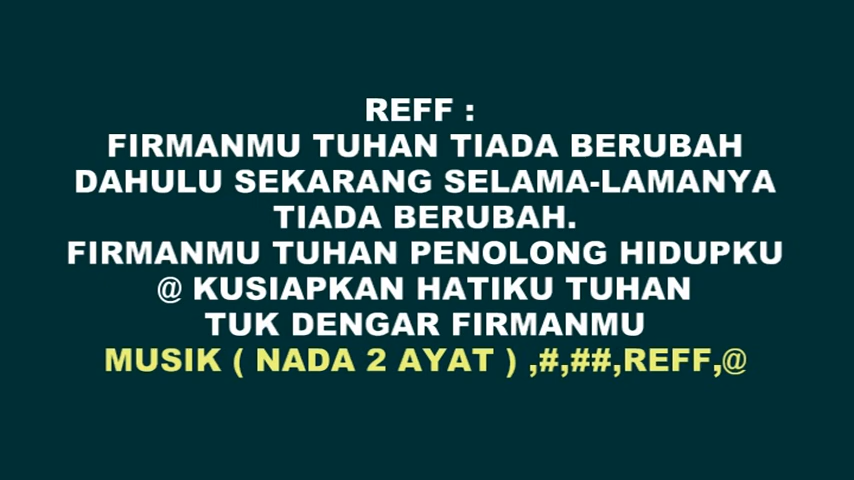 REFF :
FIRMANMU TUHAN TIADA BERUBAH
DAHULU SEKARANG SELAMA-LAMANYA
TIADA BERUBAH.
FIRMANMU TUHAN PENOLONG HIDUPKU
@ KUSIAPKAN HATIKU TUHAN
TUK DENGAR FIRMANMU
MUSIK ( NADA 2 AYAT ) ,#,##,REFF,@